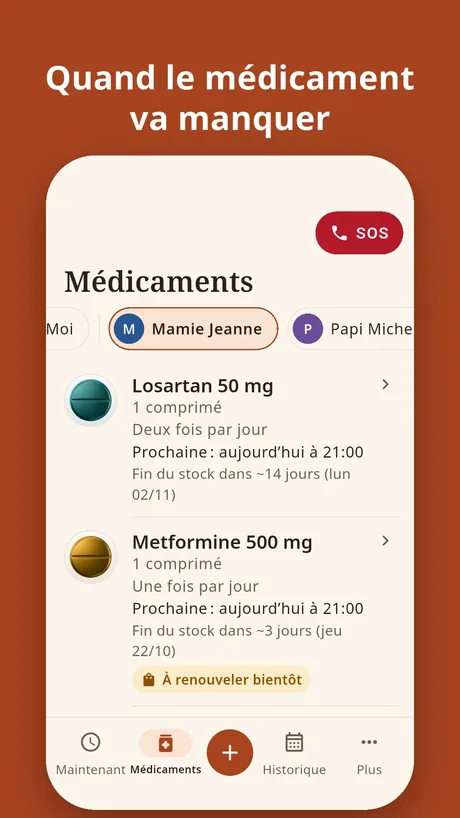 Quand le médicament
va manquer
SOS
Médicaments
Moi
M
Mamie Jeanne
P
Papi Miche
Losartan 50 mg
1 comprimé
Deux fois par jour
Prochaine : aujourd’hui à 21:00
Fin du stock dans ~14 jours (lun
02/11)
Metformine 500 mg
1 comprimé
Une fois par jour
Prochaine : aujourd’hui à 21:00
Fin du stock dans ~3 jours (jeu
22/10)
À renouveler bientôt
Maintenant
Médicaments
Historique
Plus